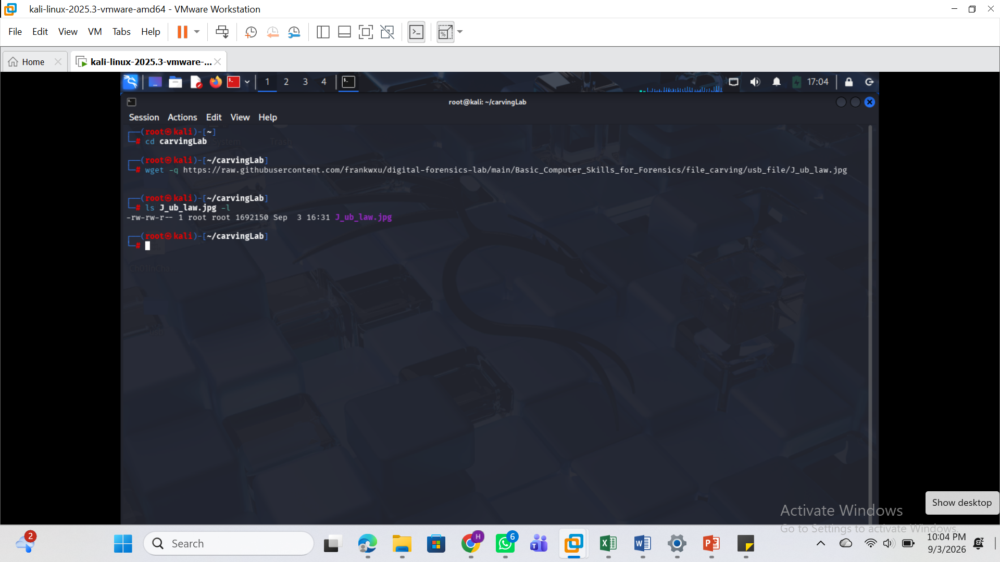 kali-linux-2025.3-vmware-amd64 - VMware Workstation
File Edit View VM Tabs Help
Home
kali-linux-2025.3-vmware-...
1 2 3 4
17:04
root@kali: ~/carvingLab
Session Actions Edit View Help
┌──(root㉿kali)-[~]
└─# cd carvingLab
System
Trash
┌──(root㉿kali)-[~/carvingLab]
└─# wget -q https://raw.githubusercontent.com/frankwxu/digital-forensics-lab/main/Basic_Computer_Skills_for_Forensics/file_carving/usb_file/J_ub_law.jpg
┌──(root㉿kali)-[~/carvingLab]
└─# ls J_ub_law.jpg -l
-rw-rw-r-- 1 root root 1692150 Sep  3 16:31 J_ub_law.jpg
┌──(root㉿kali)-[~/carvingLab]
└─#
Activate Windows
Go to Settings to activate Windows.
Show desktop
2
Search
H
6
10:04 PM
9/3/2026